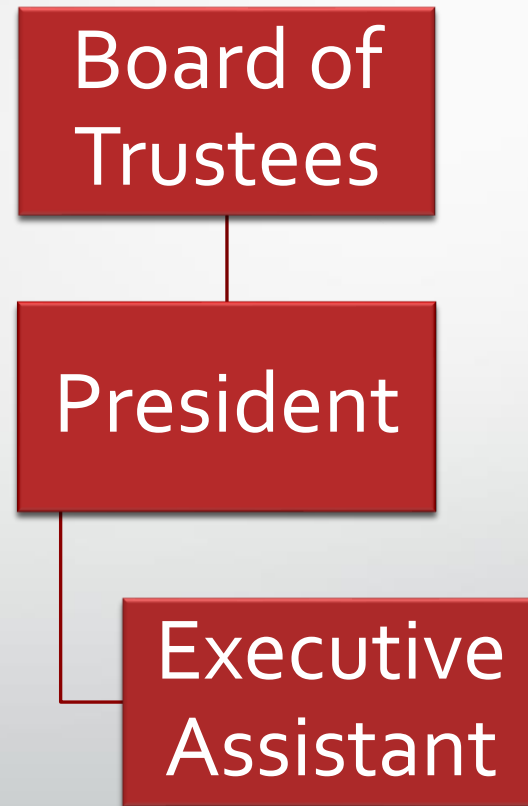 Board of
Trustees
President
Executive
Assistant